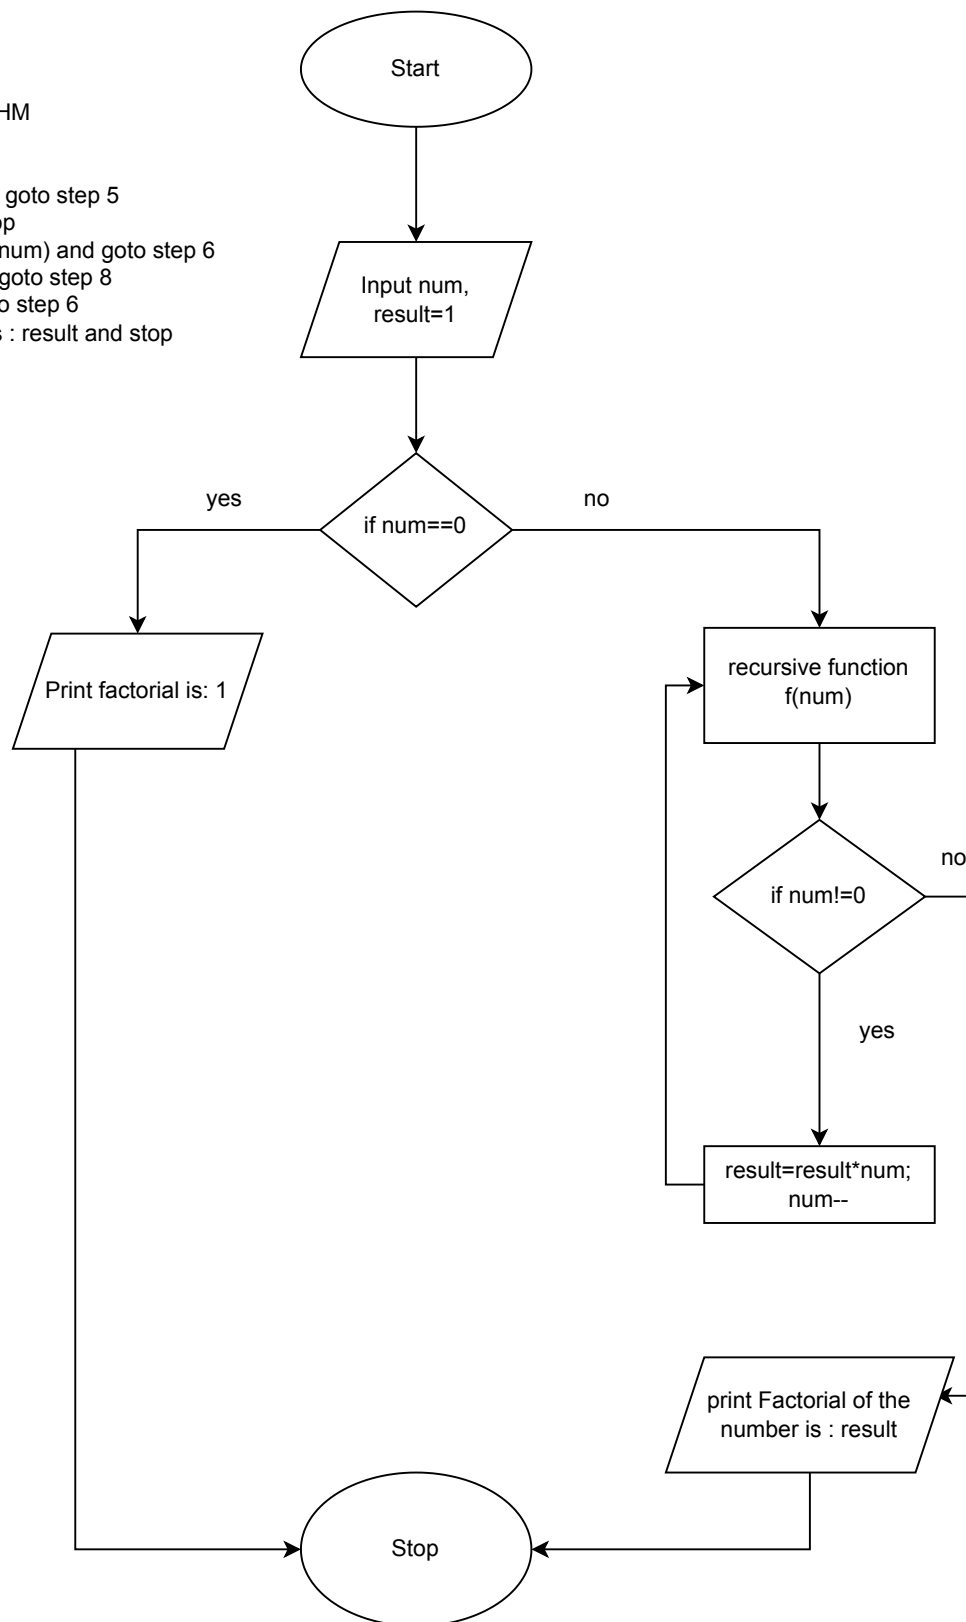 HM
goto step 5
op
num) and goto step 6
goto step 8
o step 6
s : result and stop
Start
Input num,
result=1
yes
if num==0
no
Print factorial is: 1
recursive function
f(num)
if num!=0
no
yes
result=result*num;
num--
print Factorial of the
number is : result
Stop